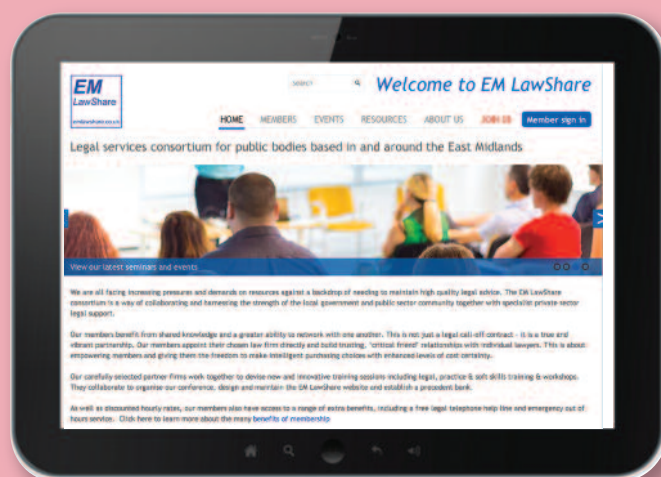 EM
LawShare
emlawshare.co.uk
SEARCH
Welcome to EM LawShare
HOME MEMBERS EVENTS RESOURCES ABOUT US JOIN US Member sign in
Legal services consortium for public bodies based in and around the East Midlands
View our latest seminars and events
We are all facing increasing pressures and demands on resources against a backdrop of needing to maintain high quality legal advice. The EM LawShare
consortium is a way of collaborating and harnessing the strength of the local government and public sector community together with specialist private sector
legal support.
Our members benefit from shared knowledge and a greater ability to network with one another. This is not just a legal call-off contract - it is a true and
vibrant partnership. Our members appoint their chosen law firm directly and build trusting, "critical friend" relationships with individual lawyers. This is about
empowering members and giving them the freedom to make intelligent purchasing choices with enhanced levels of cost certainty.
Our carefully selected partner firms work together to devise new and innovative training sessions including legal, practice & soft skills training & workshops.
They collaborate to organise our conference, design and maintain the EM LawShare website and establish a precedent bank.
As well as discounted hourly rates, our members also have access to a range of extra benefits, including a free legal telephone help line and emergency out of
hours service. Click here to learn more about the many benefits of membership